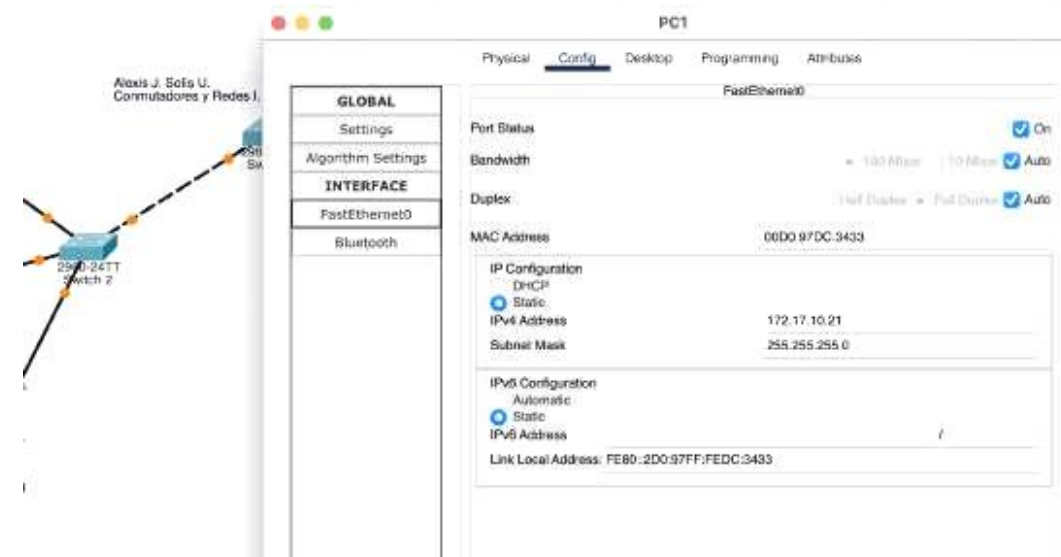 PC1
Physical Config Desktop Programming Attributes
Alexis J. Solis U.
Conmutadores y Redes I.
GLOBAL
Settings
Algorithm Settings
INTERFACE
FastEthernet0
Bluetooth
FastEthernet0
Port Status On
Bandwidth 100 Mbps 10 Mbps Auto
Duplex Half Duplex Full Duplex Auto
MAC Address 00D0.97DC.3433
IP Configuration
DHCP
Static
IPv4 Address 172.17.10.21
Subnet Mask 255.255.255.0
IPv6 Configuration
Automatic
Static
IPv6 Address /
Link Local Address: FE80::2D0:97FF:FEDC:3433
2960-24TT
Switch 2